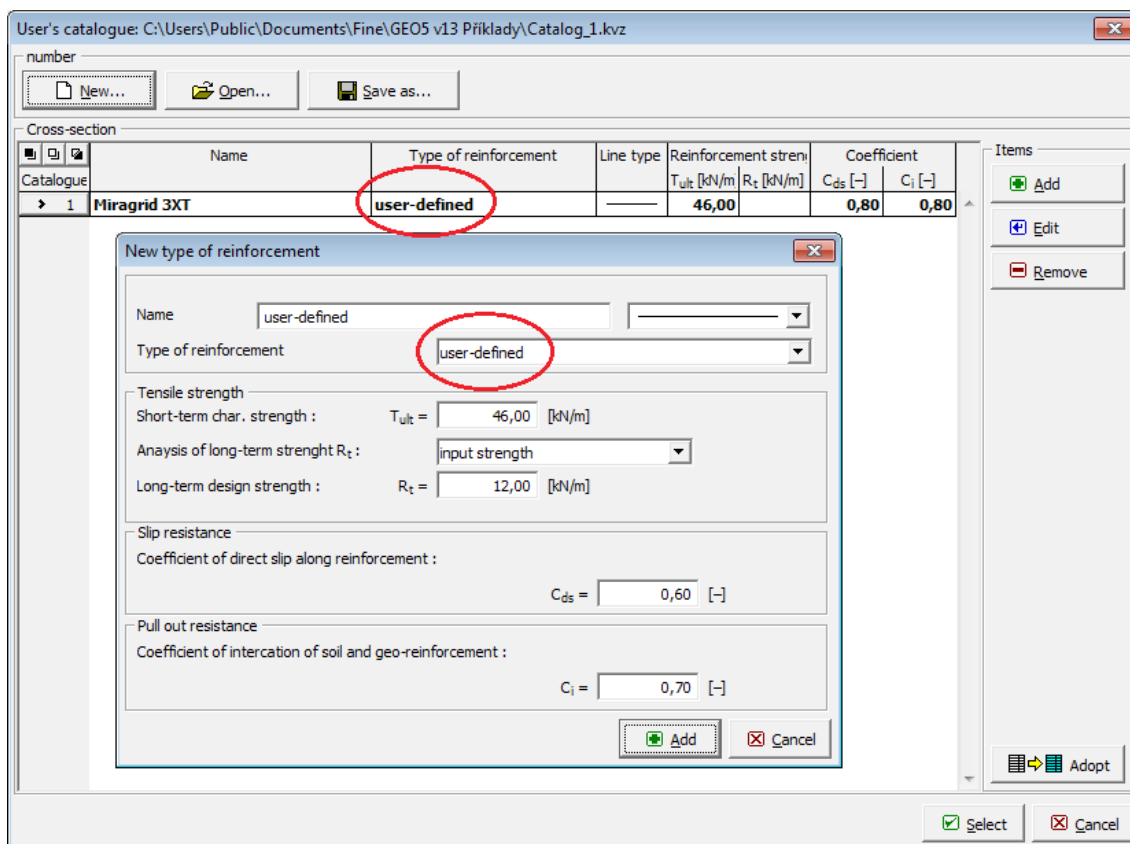 User's catalogue: C:\Users\Public\Documents\Fine\GEO5 v13 Příklady\Catalog_1.kvz
number
New... Open... Save as...
Cross-section
Name Type of reinforcement Line type Reinforcement stren Coefficient
Catalogue Tult [kN/m Rt [kN/m] Cds [–] Ci [–]
1 Miragrid 3XT user-defined 46,00 0,80 0,80
Items
Add
Edit
Remove
New type of reinforcement
Name user-defined
Type of reinforcement user-defined
Tensile strength
Short-term char. strength : Tult = 46,00 [kN/m]
Anaysis of long-term strenght Rt : input strength
Long-term design strength : Rt = 12,00 [kN/m]
Slip resistance
Coefficient of direct slip along reinforcement :
Cds = 0,60 [–]
Pull out resistance
Coefficient of intercation of soil and geo-reinforcement :
Ci = 0,70 [–]
Add Cancel
Adopt
Select Cancel